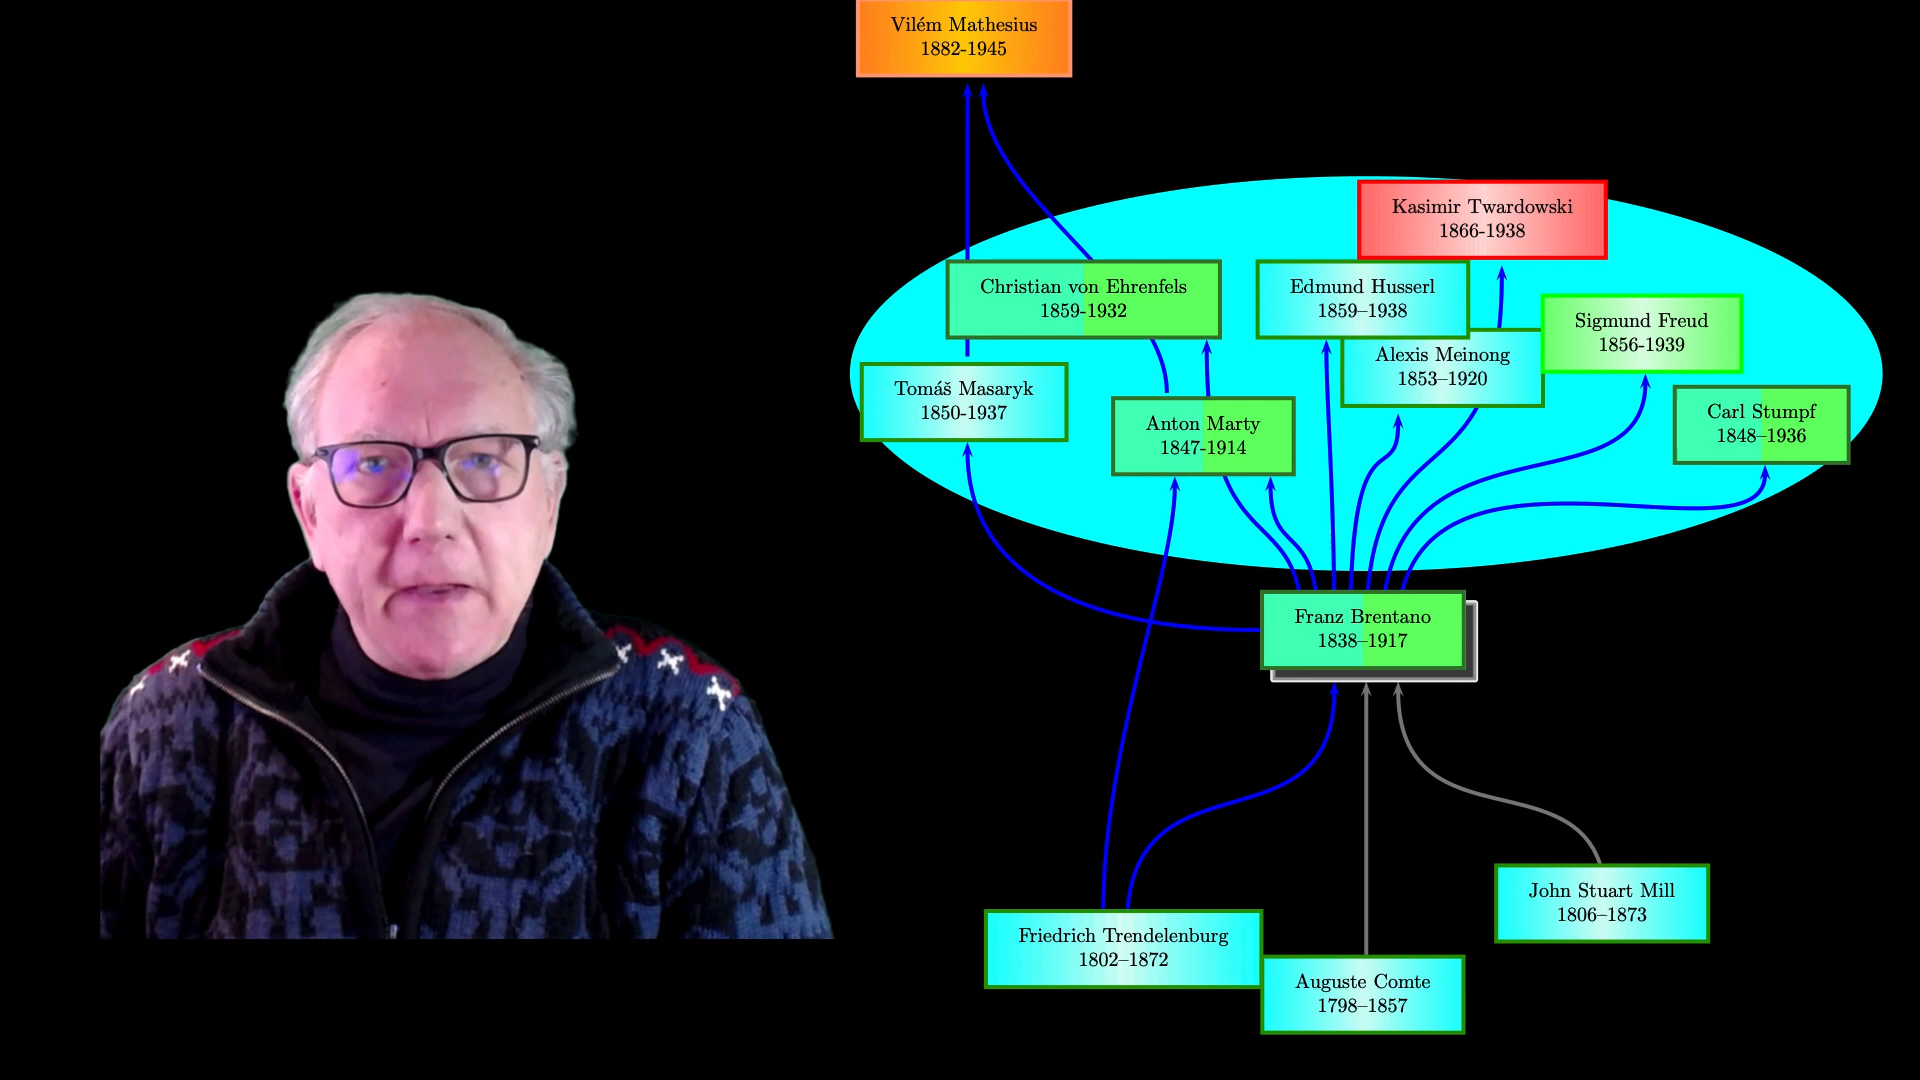 Vilém Mathesius
1882-1945
Kasimir Twardowski
1866-1938
Christian von Ehrenfels
1859-1932
Edmund Husserl
1859–1938
Sigmund Freud
1856-1939
Alexis Meinong
1853–1920
Tomáš Masaryk
1850-1937
Carl Stumpf
1848–1936
Anton Marty
1847-1914
Franz Brentano
1838–1917
John Stuart Mill
1806–1873
Friedrich Trendelenburg
1802–1872
Auguste Comte
1798–1857